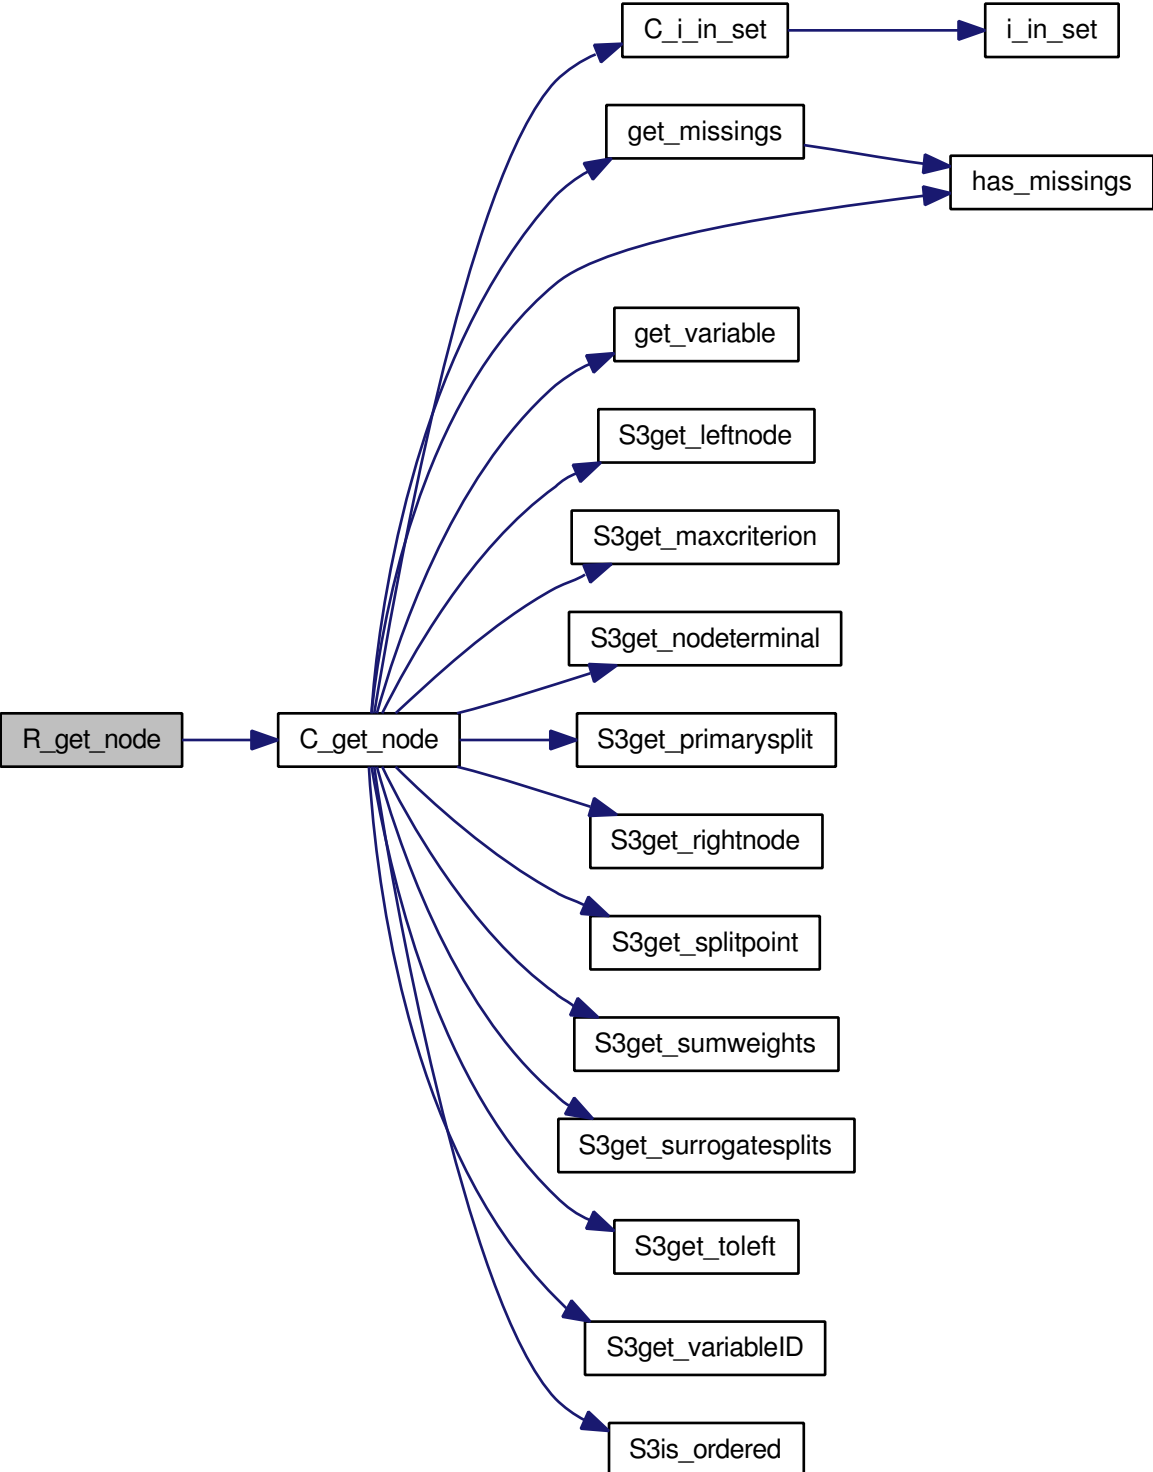 C_i_in_set
i_in_set
get_missings
has_missings
get_variable
S3get_leftnode
S3get_maxcriterion
S3get_nodeterminal
R_get_node
C_get_node
S3get_primarysplit
S3get_rightnode
S3get_splitpoint
S3get_sumweights
S3get_surrogatesplits
S3get_toleft
S3get_variableID
S3is_ordered